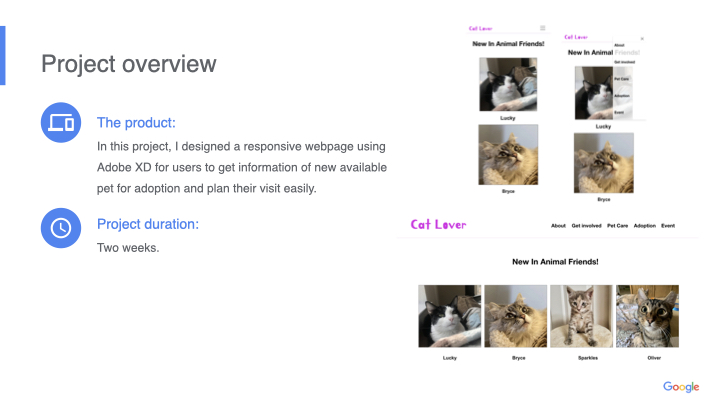 Project overview
The product:
In this project, I designed a responsive webpage using
Adobe XD for users to get information of new available
pet for adoption and plan their visit easily.
Project duration:
Two weeks.
Cat Lover
New In Animal Friends!
Lucky
Bryce
Cat Lover
New In Animal Friends!
About
Get involved
Pet Care
Adoption
Event
Lucky
Bryce
Cat Lover
About Get involved Pet Care Adoption Event
New In Animal Friends!
Lucky Bryce Sparkles Oliver
Google